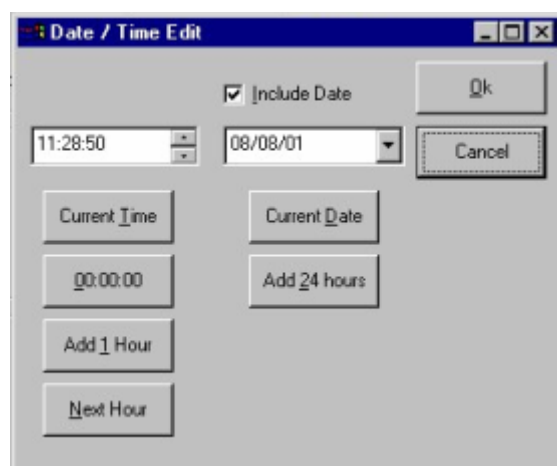 Date / Time Edit
Include Date
Ok
11:28:50
08/08/01
Cancel
Current Time
Current Date
00:00:00
Add 24 hours
Add 1 Hour
Next Hour